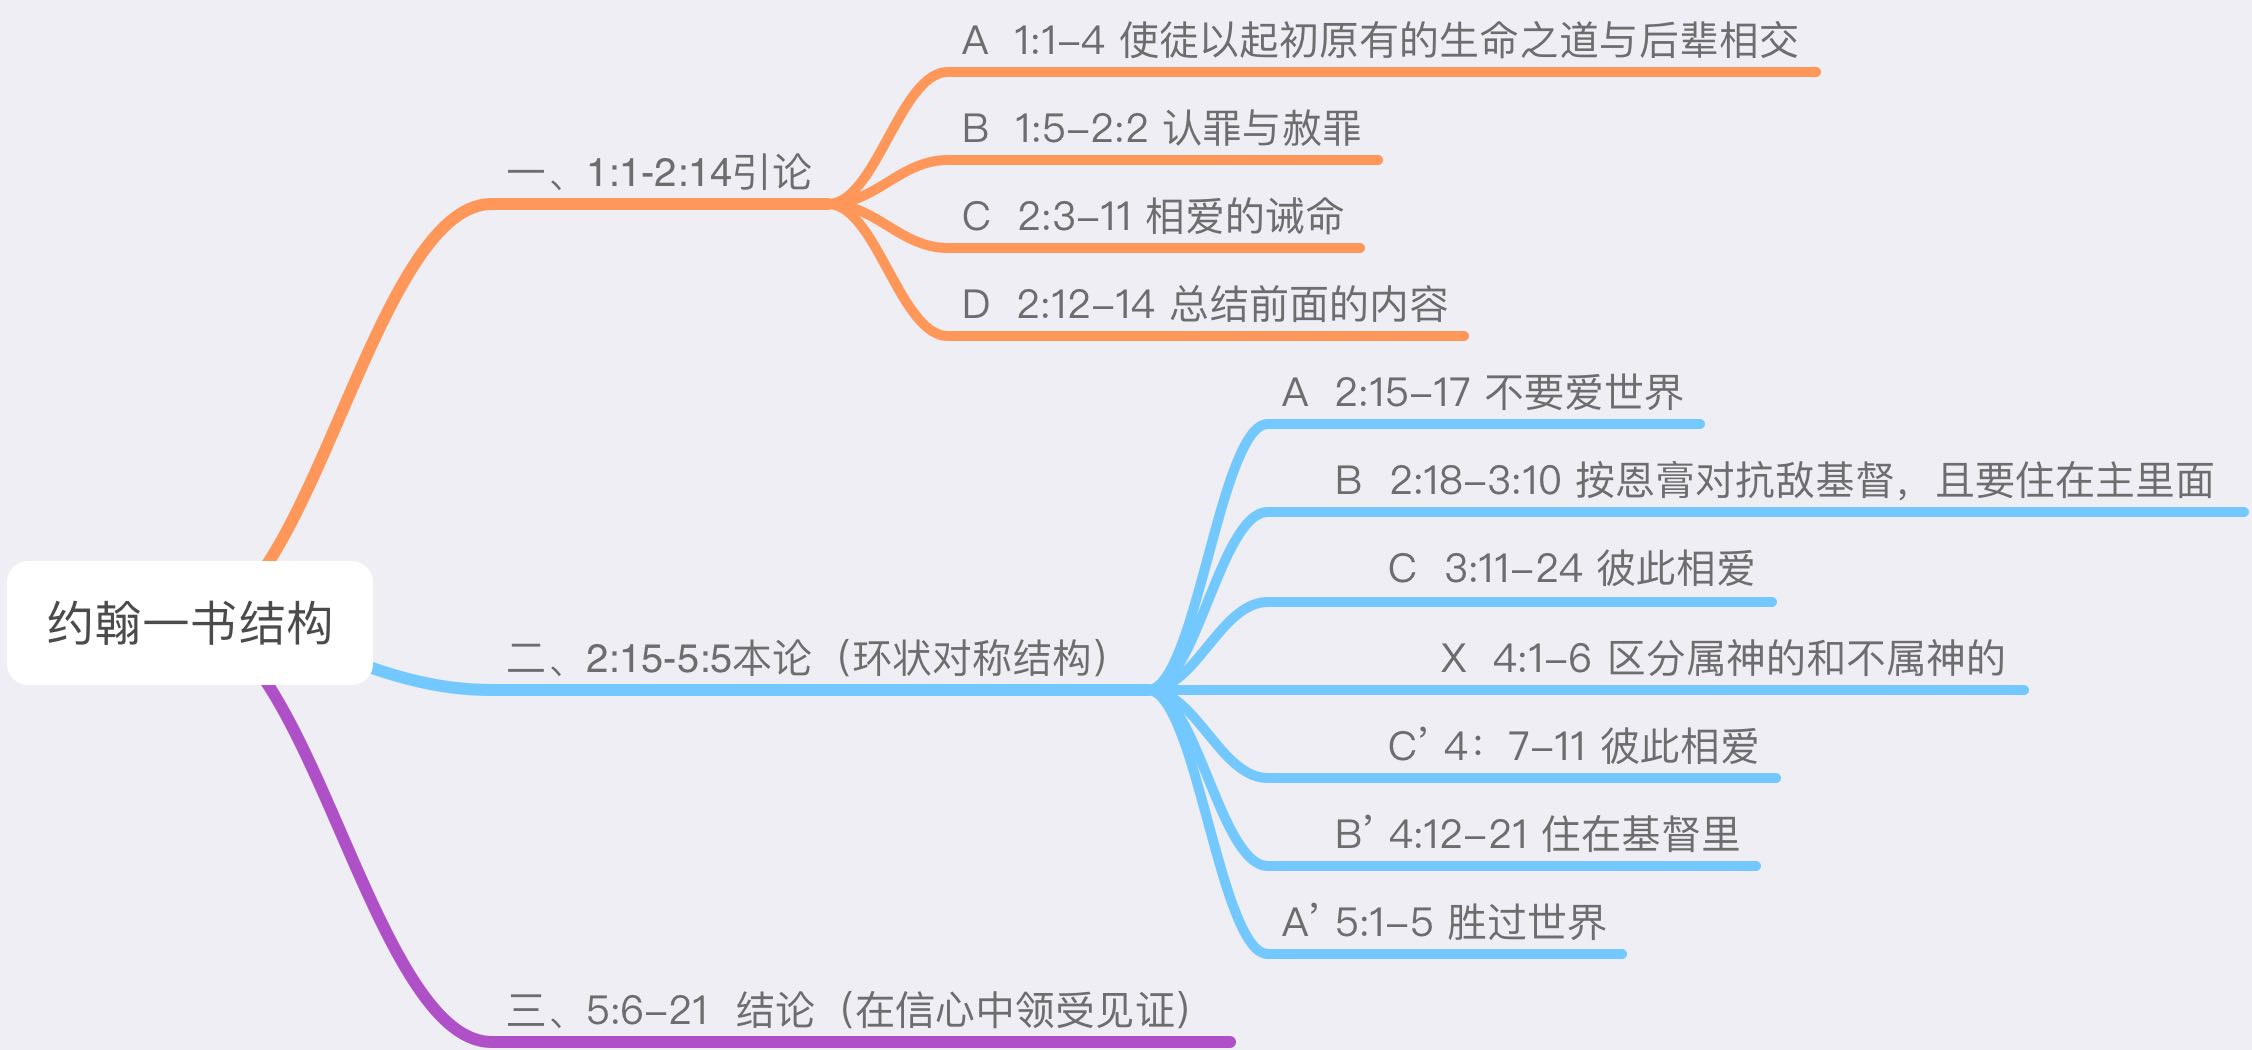 约翰一书结构
一、1:1-2:14引论
A 1:1–4 使徒以起初原有的生命之道与后辈相交
B 1:5–2:2 认罪与赦罪
C 2:3–11 相爱的诫命
D 2:12–14 总结前面的内容
二、2:15-5:5本论（环状对称结构）
A 2:15–17 不要爱世界
B 2:18–3:10 按恩膏对抗敌基督，且要住在主里面
C 3:11–24 彼此相爱
X 4:1–6 区分属神的和不属神的
C’ 4：7–11 彼此相爱
B’ 4:12–21 住在基督里
A’ 5:1–5 胜过世界
三、5:6–21 结论（在信心中领受见证）